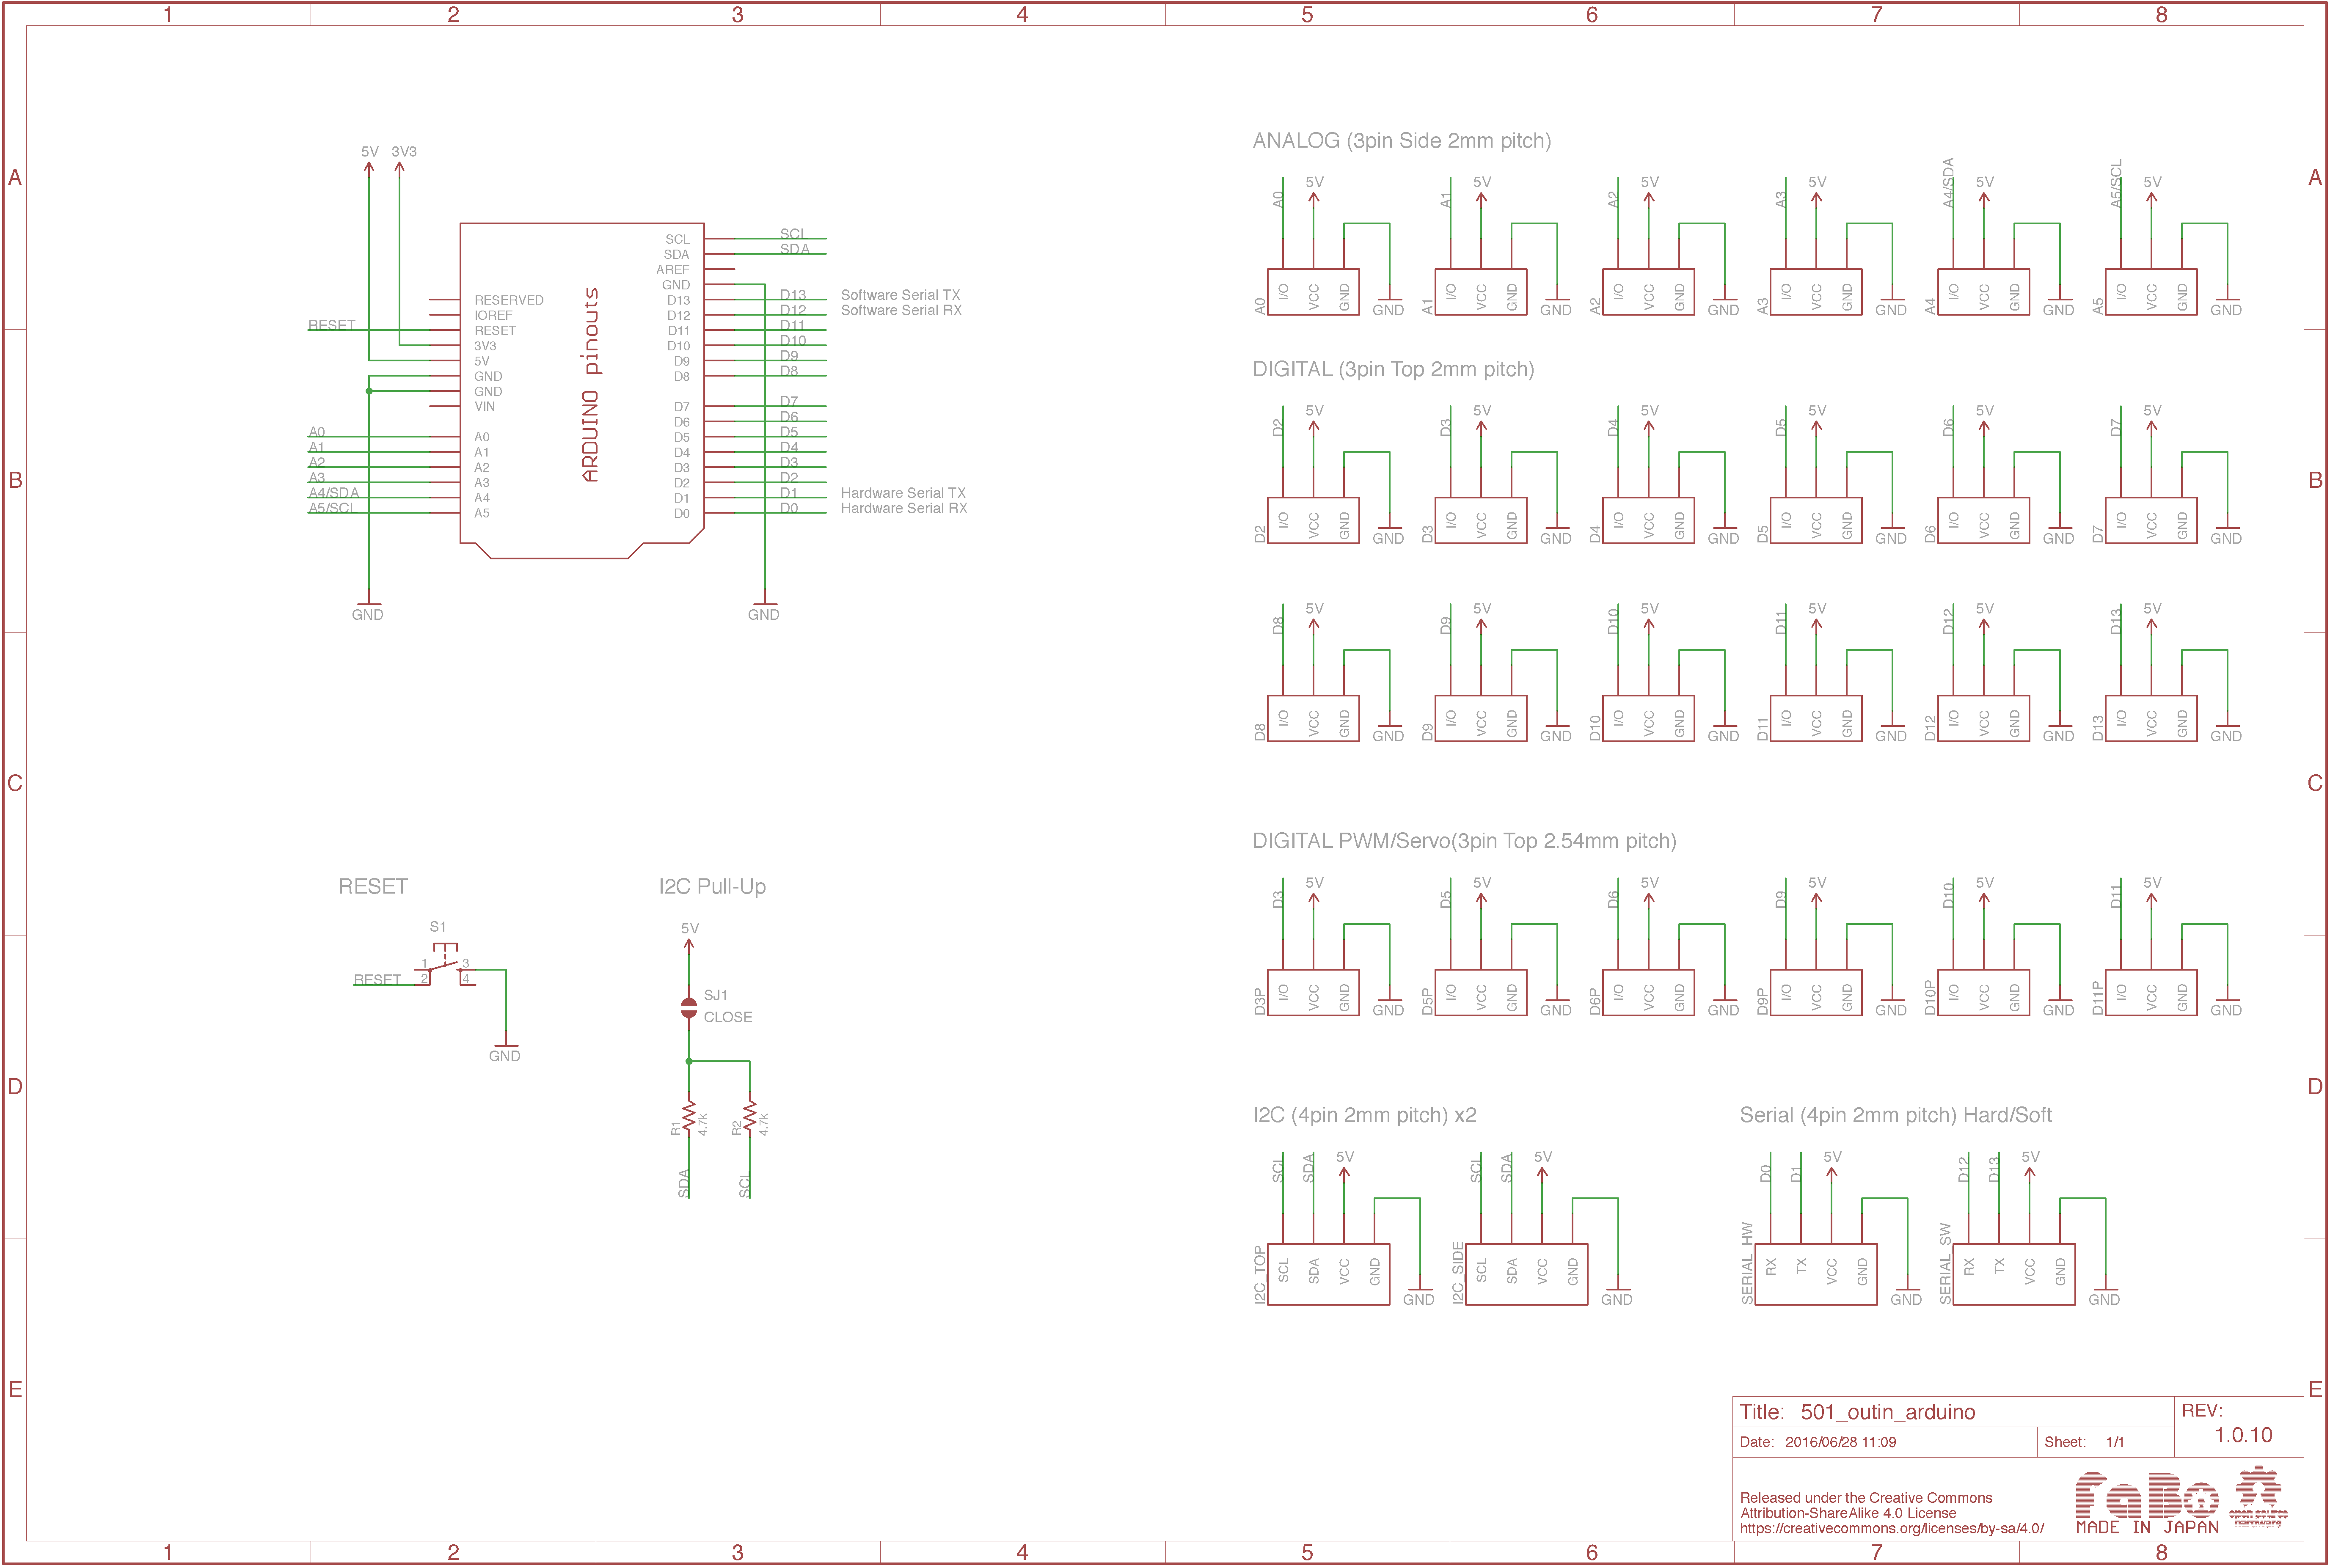 1 2 3 4 5 6 7 8
A A
B B
C C
D D
E E
5V 3V3
ARDUINO pinouts
RESERVED
IOREF
RESET RESET
3V3
5V
GND
GND
VIN
A0 A0
A1 A1
A2 A2
A3 A3
A4/SDA A4
A5/SCL A5
GND
SCL SCL
SDA SDA
AREF
GND
D13 D13 Software Serial TX
D12 D12 Software Serial RX
D11 D11
D10 D10
D9 D9
D8 D8
D7 D7
D6 D6
D5 D5
D4 D4
D3 D3
D2 D2
D1 D1 Hardware Serial TX
D0 D0 Hardware Serial RX
GND
RESET
S1
1 3
2 4
RESET
GND
I2C Pull-Up
5V
SJ1
CLOSE
R1 4.7k R2 4.7k
SDA SCL
ANALOG (3pin Side 2mm pitch)
A0 5V A1 5V A2 5V A3 5V A4/SDA 5V A5/SCL 5V
A0 I/O VCC GND GND A1 I/O VCC GND GND A2 I/O VCC GND GND A3 I/O VCC GND GND A4 I/O VCC GND GND A5 I/O VCC GND GND
DIGITAL (3pin Top 2mm pitch)
D2 5V D3 5V D4 5V D5 5V D6 5V D7 5V
D2 I/O VCC GND GND D3 I/O VCC GND GND D4 I/O VCC GND GND D5 I/O VCC GND GND D6 I/O VCC GND GND D7 I/O VCC GND GND
D8 5V D9 5V D10 5V D11 5V D12 5V D13 5V
D8 I/O VCC GND GND D9 I/O VCC GND GND D10 I/O VCC GND GND D11 I/O VCC GND GND D12 I/O VCC GND GND D13 I/O VCC GND GND
DIGITAL PWM/Servo(3pin Top 2.54mm pitch)
D3 5V D5 5V D6 5V D9 5V D10 5V D11 5V
D3P I/O VCC GND GND D5P I/O VCC GND GND D6P I/O VCC GND GND D9P I/O VCC GND GND D10P I/O VCC GND GND D11P I/O VCC GND GND
I2C (4pin 2mm pitch) x2
SCL SDA 5V SCL SDA 5V
I2C_TOP SCL SDA VCC GND GND I2C_SIDE SCL SDA VCC GND GND
Serial (4pin 2mm pitch) Hard/Soft
D0 D1 5V D12 D13 5V
SERIAL_HW RX TX VCC GND GND SERIAL_SW RX TX VCC GND GND
Title: 501_outin_arduino
REV:
1.0.10
Date: 2016/06/28 11:09
Sheet: 1/1
Released under the Creative Commons
Attribution-ShareAlike 4.0 License
https://creativecommons.org/licenses/by-sa/4.0/
FaBo
MADE IN JAPAN
open source
hardware
1 2 3 4 5 6 7 8